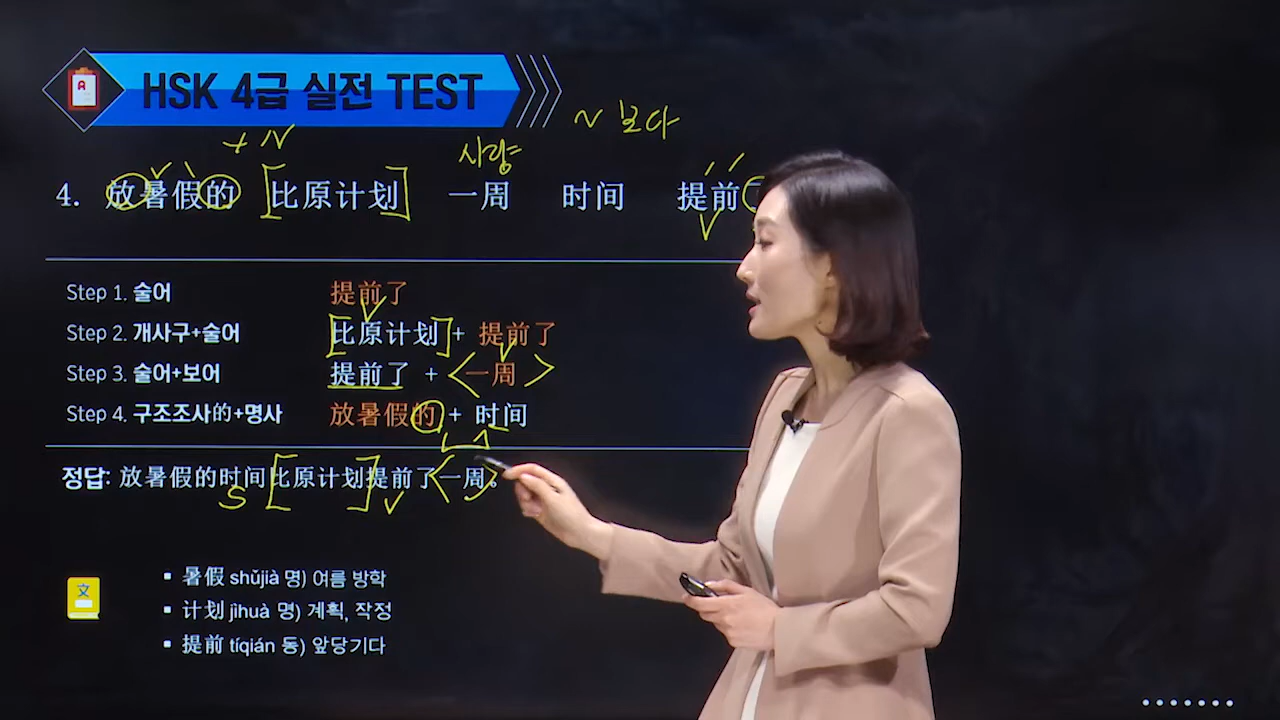 HSK 4급 실전 TEST
~ 보다
+ N
사량
4. 放暑假的 [比原计划] 一周 时间 提前
Step 1. 술어 提前了
Step 2. 개사구+술어 [比原计划] + 提前了
Step 3. 술어+보어 提前了 + <一周>
Step 4. 구조조사的+명사 放暑假的 + 时间
정답: 放暑假的时间[比原计划]提前了<一周>。
S V
文
▪ 暑假 shǔjià 명) 여름 방학
▪ 计划 jìhuà 명) 계획, 작정
▪ 提前 tíqián 동) 앞당기다